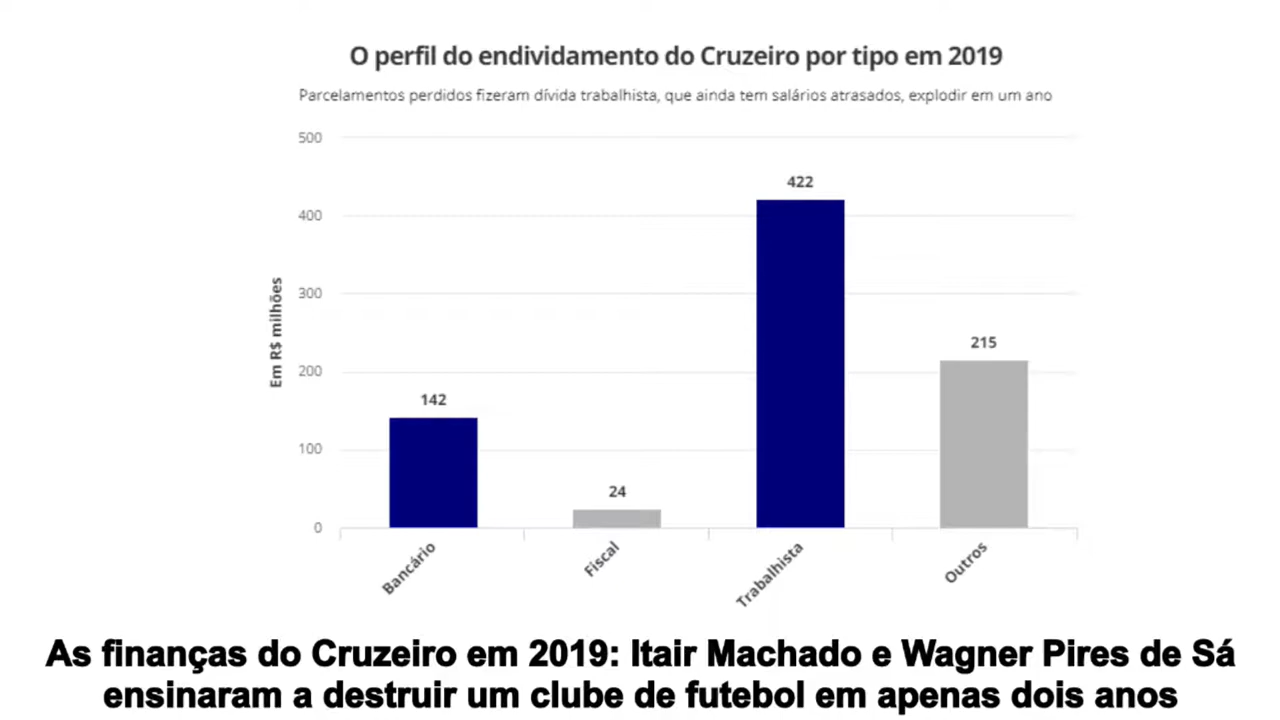 O perfil do endividamento do Cruzeiro por tipo em 2019
Parcelamentos perdidos fizeram dívida trabalhista, que ainda tem salários atrasados, explodir em um ano
500
400
300
200
100
0
Em R$ milhões
142
24
422
215
Bancário
Fiscal
Trabalhista
Outros
As finanças do Cruzeiro em 2019: Itair Machado e Wagner Pires de Sá
ensinaram a destruir um clube de futebol em apenas dois anos